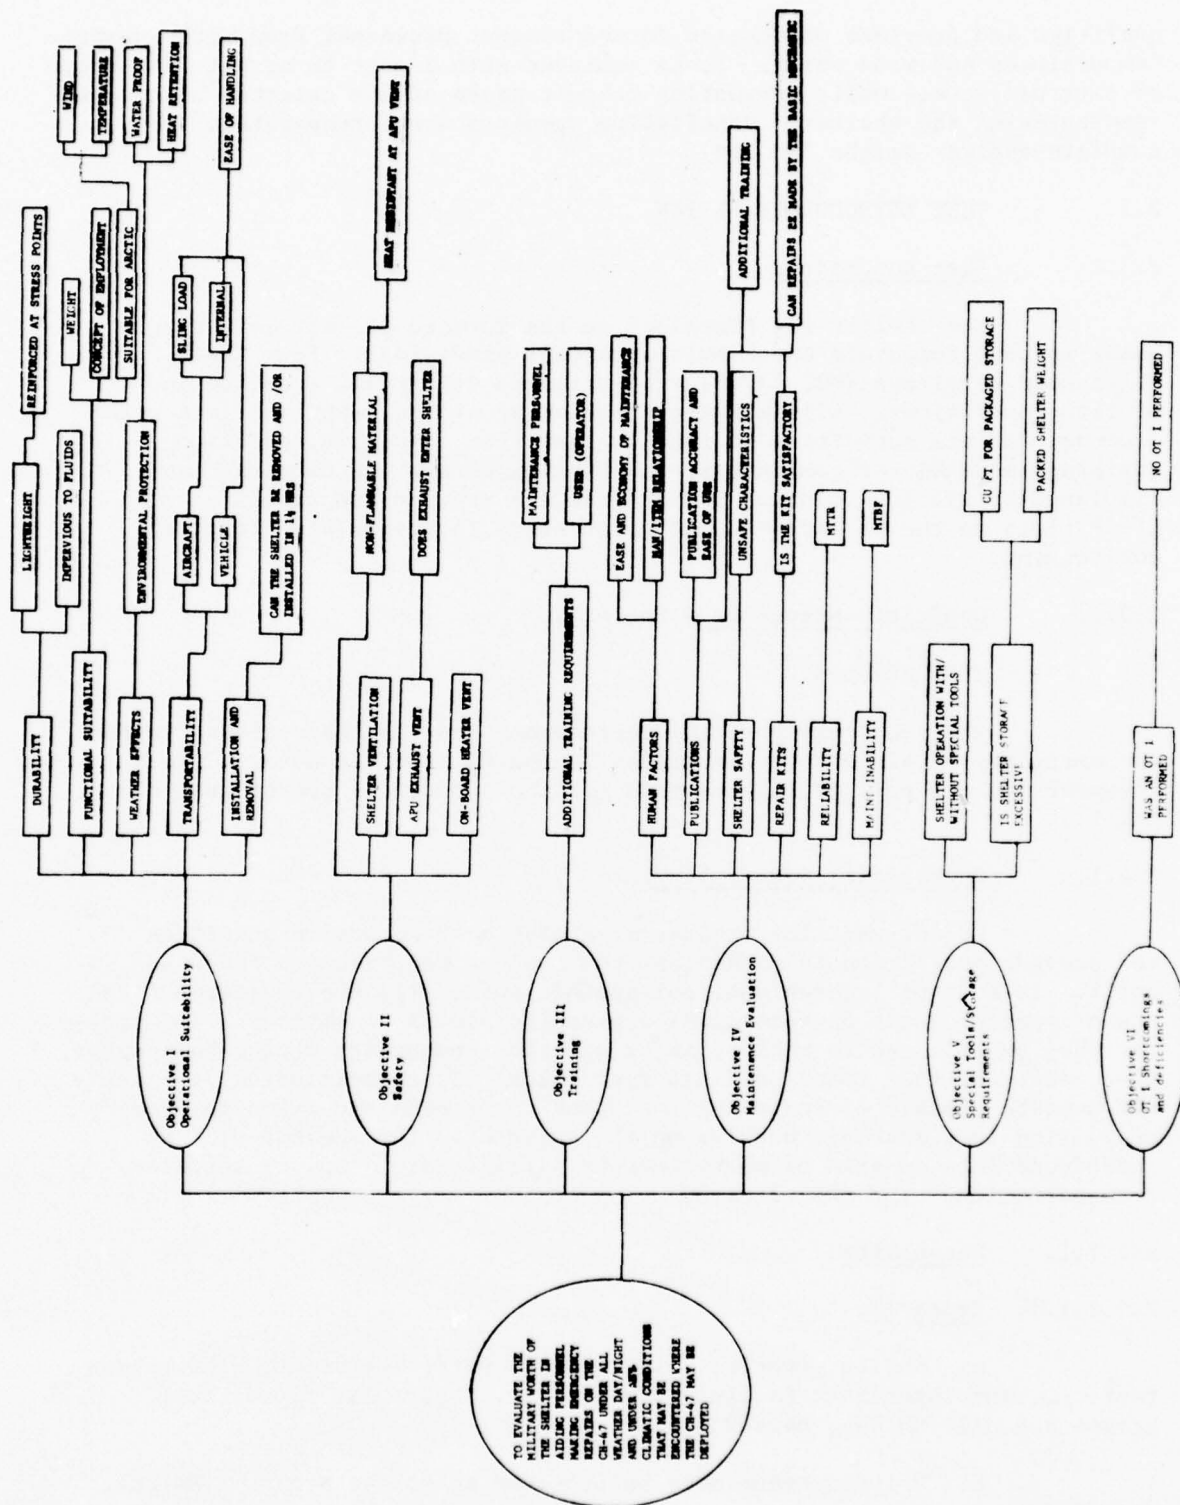 TO EVALUATE THE
MILITARY WORTH OF
THE SHELTER IN
AIDING PERSONNEL
MAKING EMERGENCY
REPAIRS ON THE
CH-47 UNDER ALL
WEATHER DAY/NIGHT
AND UNDER ANY
CLIMATIC CONDITIONS
THAT MAY BE
ENCOUNTERED WHERE
THE CH-47 MAY BE
DEPLOYED
Objective I
Operational Suitability
DURABILITY
LIGHTWEIGHT
REINFORCED AT STRESS POINTS
IMPERVIOUS TO FLUIDS
FUNCTIONAL SUITABILITY
WEIGHT
CONCEPT OF EMPLOYMENT
SUITABLE FOR ARCTIC
WIND
TEMPERATURE
WEATHER EFFECTS
ENVIRONMENTAL PROTECTION
WATER PROOF
HEAT RETENTION
TRANSPORTABILITY
AIRCRAFT
SLING LOAD
INTERNAL
VEHICLE
EASE OF HANDLING
INSTALLATION AND
REMOVAL
CAN THE SHELTER BE REMOVED AND /OR
INSTALLED IN 1½ HRS
Objective II
Safety
NON-FLAMMABLE MATERIAL
HEAT RESISTANT AT APU VENT
SHELTER VENTILATION
APU EXHAUST VENT
DOES EXHAUST ENTER SHELTER
ON-BOARD HEATER VENT
Objective III
Training
ADDITIONAL TRAINING REQUIREMENTS
MAINTENANCE PERSONNEL
USER (OPERATOR)
Objective IV
Maintenance Evaluation
HUMAN FACTORS
EASE AND ECONOMY OF MAINTENANCE
MAN/ITEM RELATIONSHIP
PUBLICATIONS
PUBLICATION ACCURACY AND
EASE OF USE
SHELTER SAFETY
UNSAFE CHARACTERISTICS
REPAIR KITS
IS THE KIT SATISFACTORY
ADDITIONAL TRAINING
CAN REPAIRS BE MADE BY THE BASIC MECHANIC
RELIABILITY
MTTR
MAINTAINABILITY
MTBF
Objective V
Special Tools/Storage
Requirements
SHELTER OPERATION WITH/
WITHOUT SPECIAL TOOLS
IS SHELTER STORAGE
EXCESSIVE
CU FT FOR PACKAGED STORAGE
PACKED SHELTER WEIGHT
Objective VI
OT I Shortcomings
and deficiencies
WAS AN OT I
PERFORMED
NO OT I PERFORMED